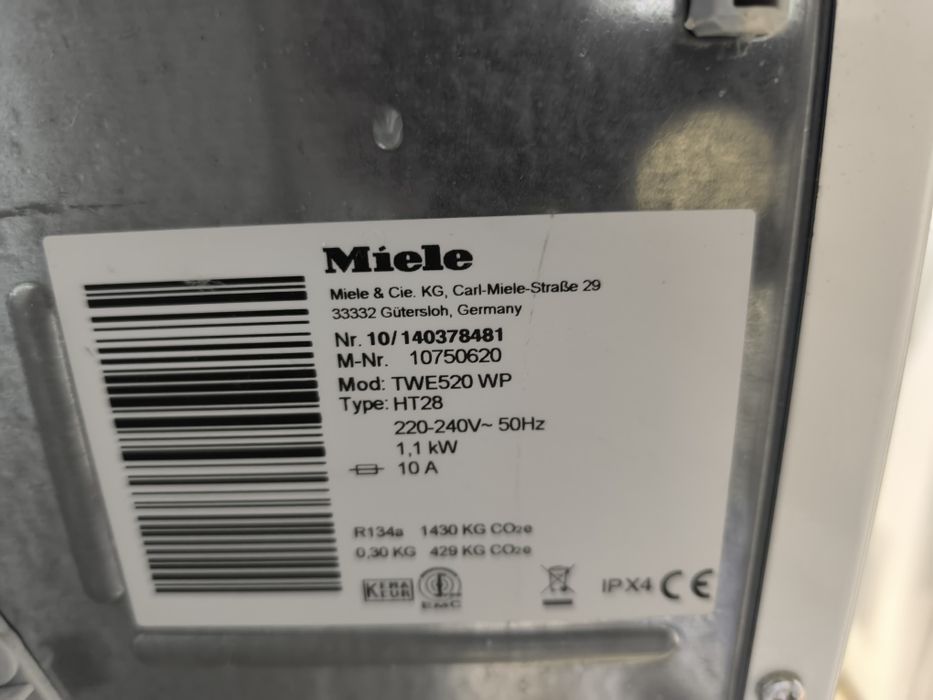 Miele
Miele & Cie. KG, Carl-Miele-Straße 29
33332 Gütersloh, Germany
Nr. 10/140378481
M-Nr. 10750620
Mod: TWE520 WP
Type: HT28
220-240V~ 50Hz
1,1 kW
10 A
R134a 1430 KG CO2e
0,30 KG 429 KG CO2e
KEMA KEUR
EMC
IPX4 CE